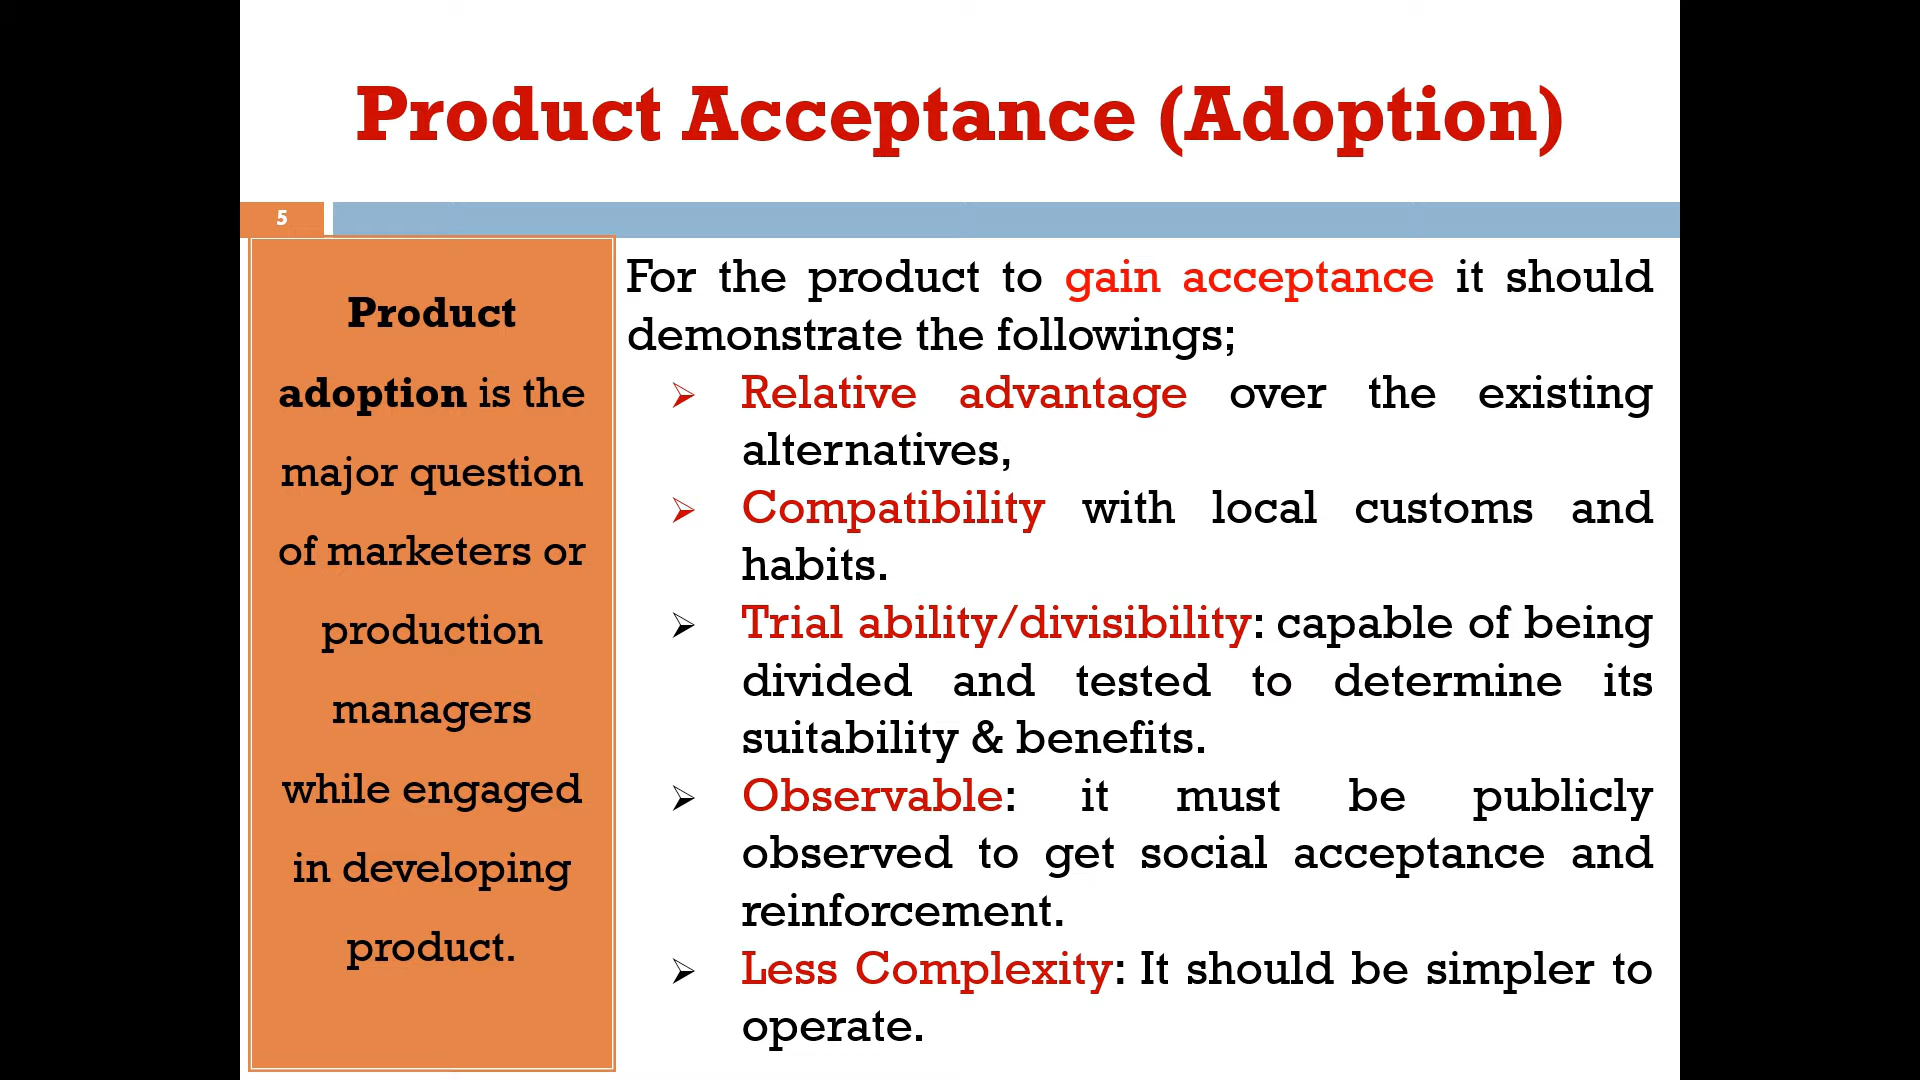 Product Acceptance (Adoption)
5
Product
adoption is the
major question
of marketers or
production
managers
while engaged
in developing
product.
For the product to gain acceptance it should
demonstrate the followings;
➢ Relative advantage over the existing
alternatives,
➢ Compatibility with local customs and
habits.
➢ Trial ability/divisibility: capable of being
divided and tested to determine its
suitability & benefits.
➢ Observable: it must be publicly
observed to get social acceptance and
reinforcement.
➢ Less Complexity: It should be simpler to
operate.